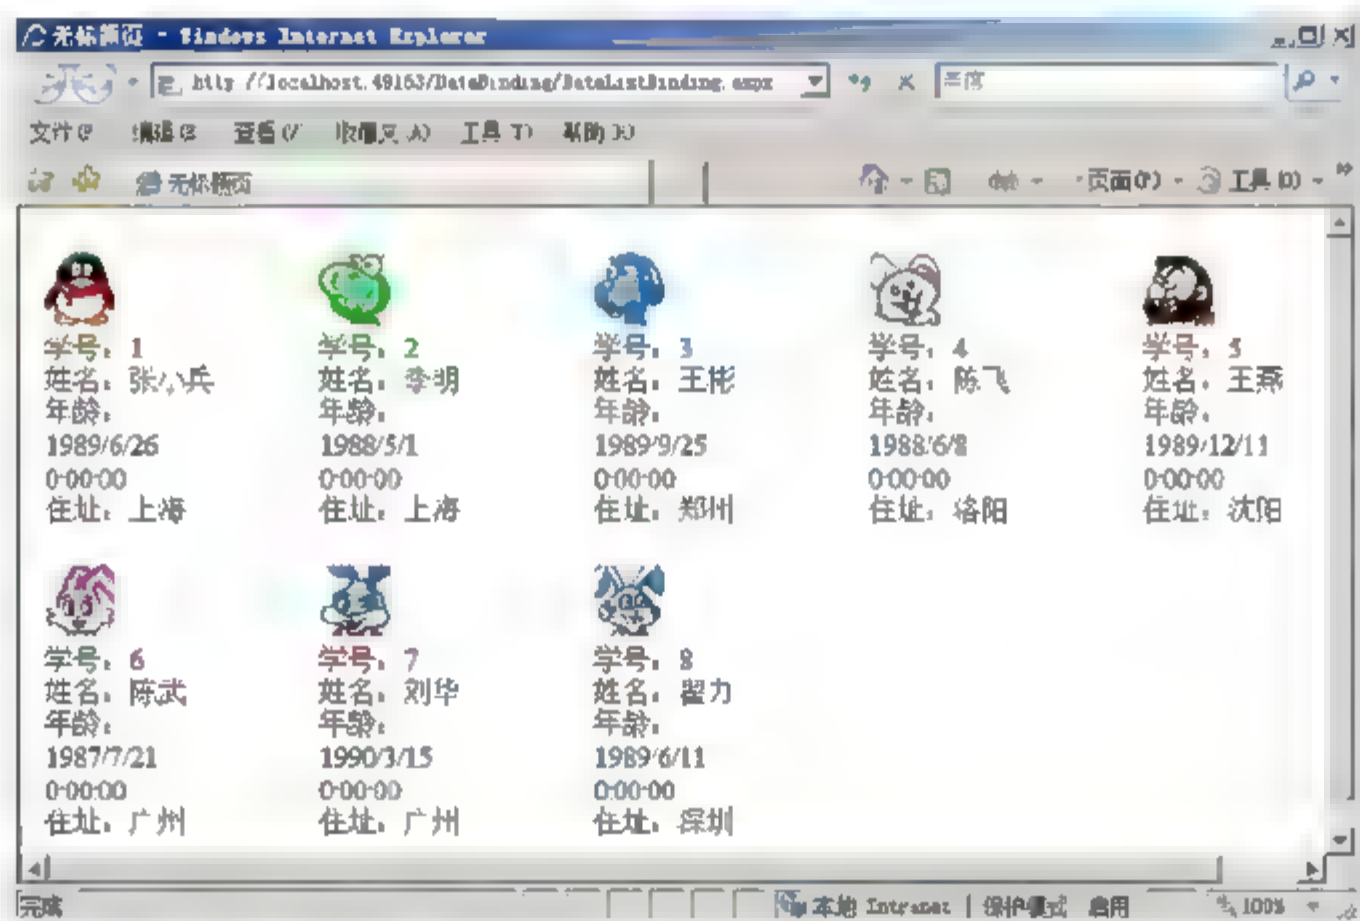 无标题页 - Windows Internet Explorer
http://localhost:49163/DataBinding/DataListBinding.aspx 百度
文件(F) 编辑(E) 查看(V) 收藏夹(A) 工具(T) 帮助(H)
无标题页 页面(P) 工具(O)
学号：1 学号：2 学号：3 学号：4 学号：5
姓名：张小兵 姓名：李明 姓名：王彬 姓名：陈飞 姓名：王燕
年龄： 年龄： 年龄： 年龄： 年龄：
1989/6/26 1988/5/1 1989/9/25 1988/6/8 1989/12/11
0:00:00 0:00:00 0:00:00 0:00:00 0:00:00
住址：上海 住址：上海 住址：郑州 住址：洛阳 住址：沈阳
学号：6 学号：7 学号：8
姓名：陈武 姓名：刘华 姓名：翟力
年龄： 年龄： 年龄：
1987/7/21 1990/3/15 1989/6/11
0:00:00 0:00:00 0:00:00
住址：广州 住址：广州 住址：深圳
完成 本地 Intranet | 保护模式: 启用 100%